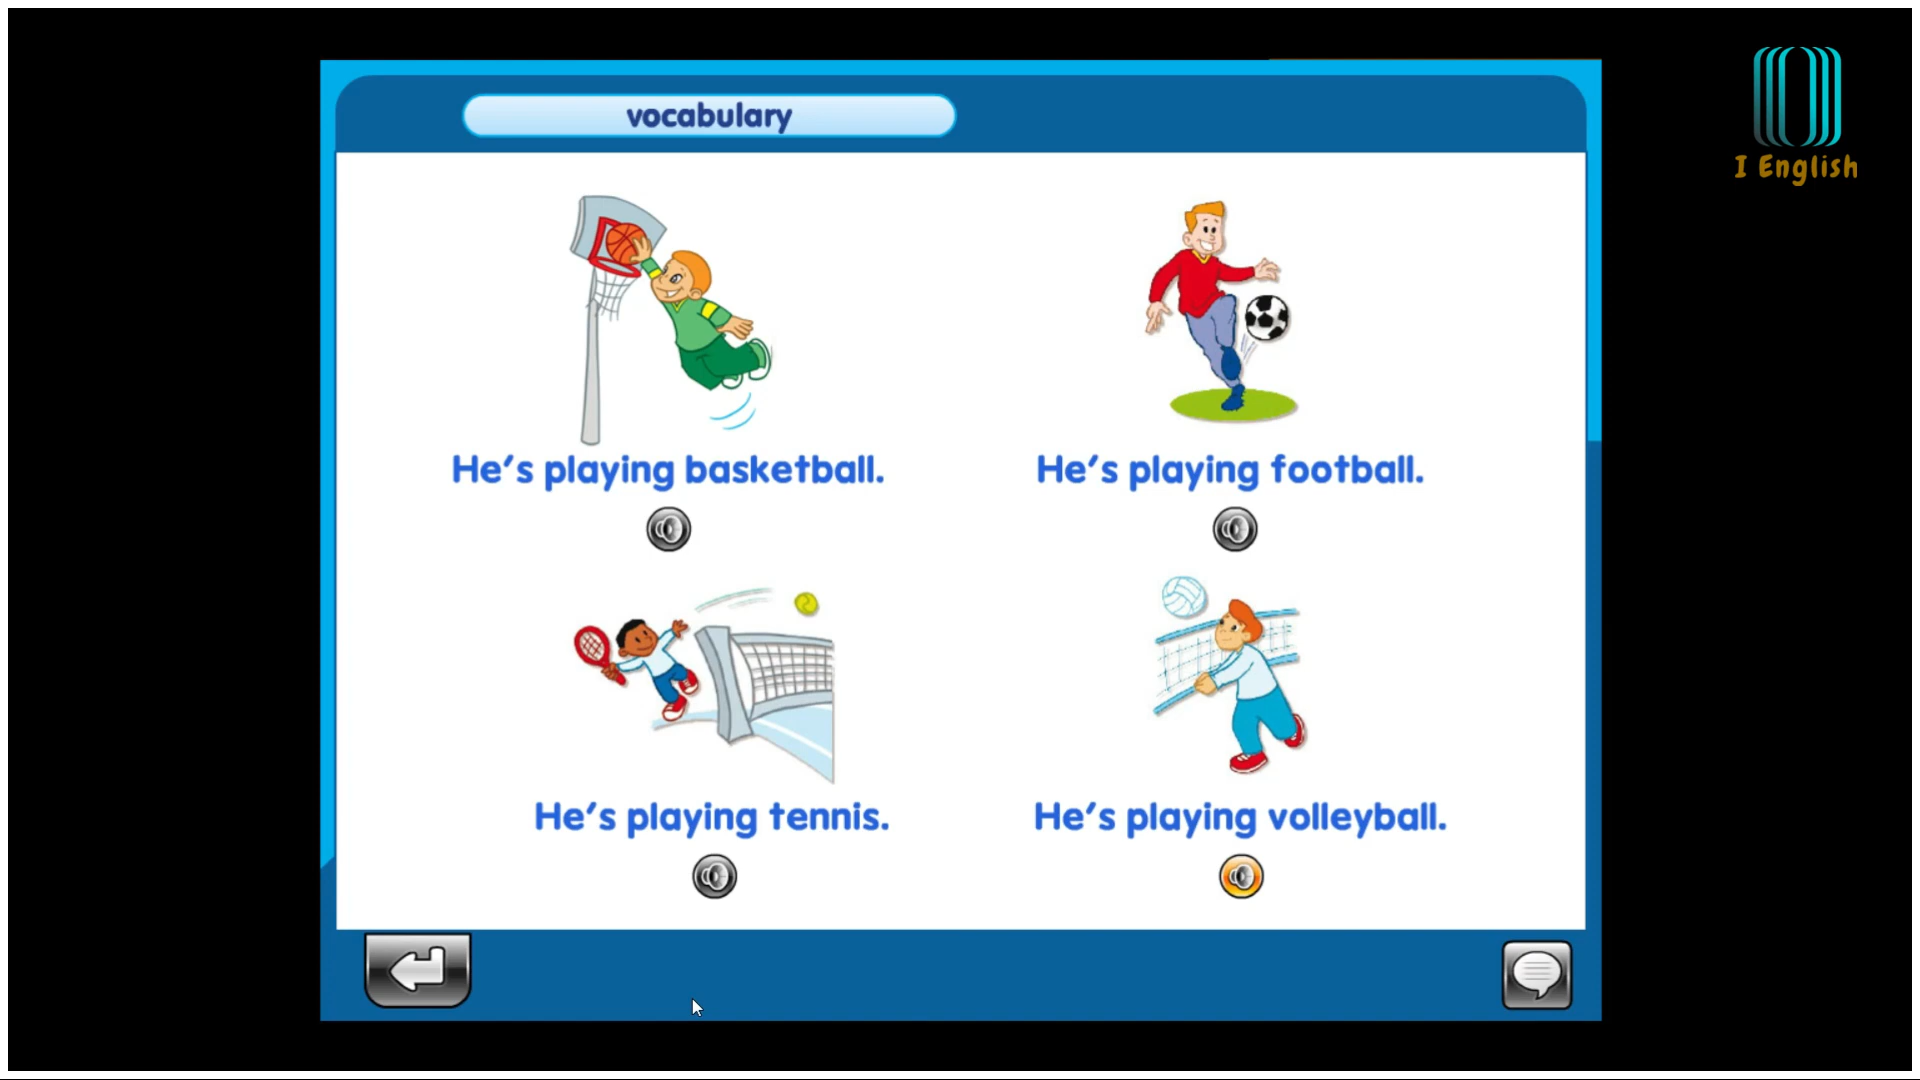 vocabulary
I English
He's playing basketball.
He's playing football.
He's playing tennis.
He's playing volleyball.